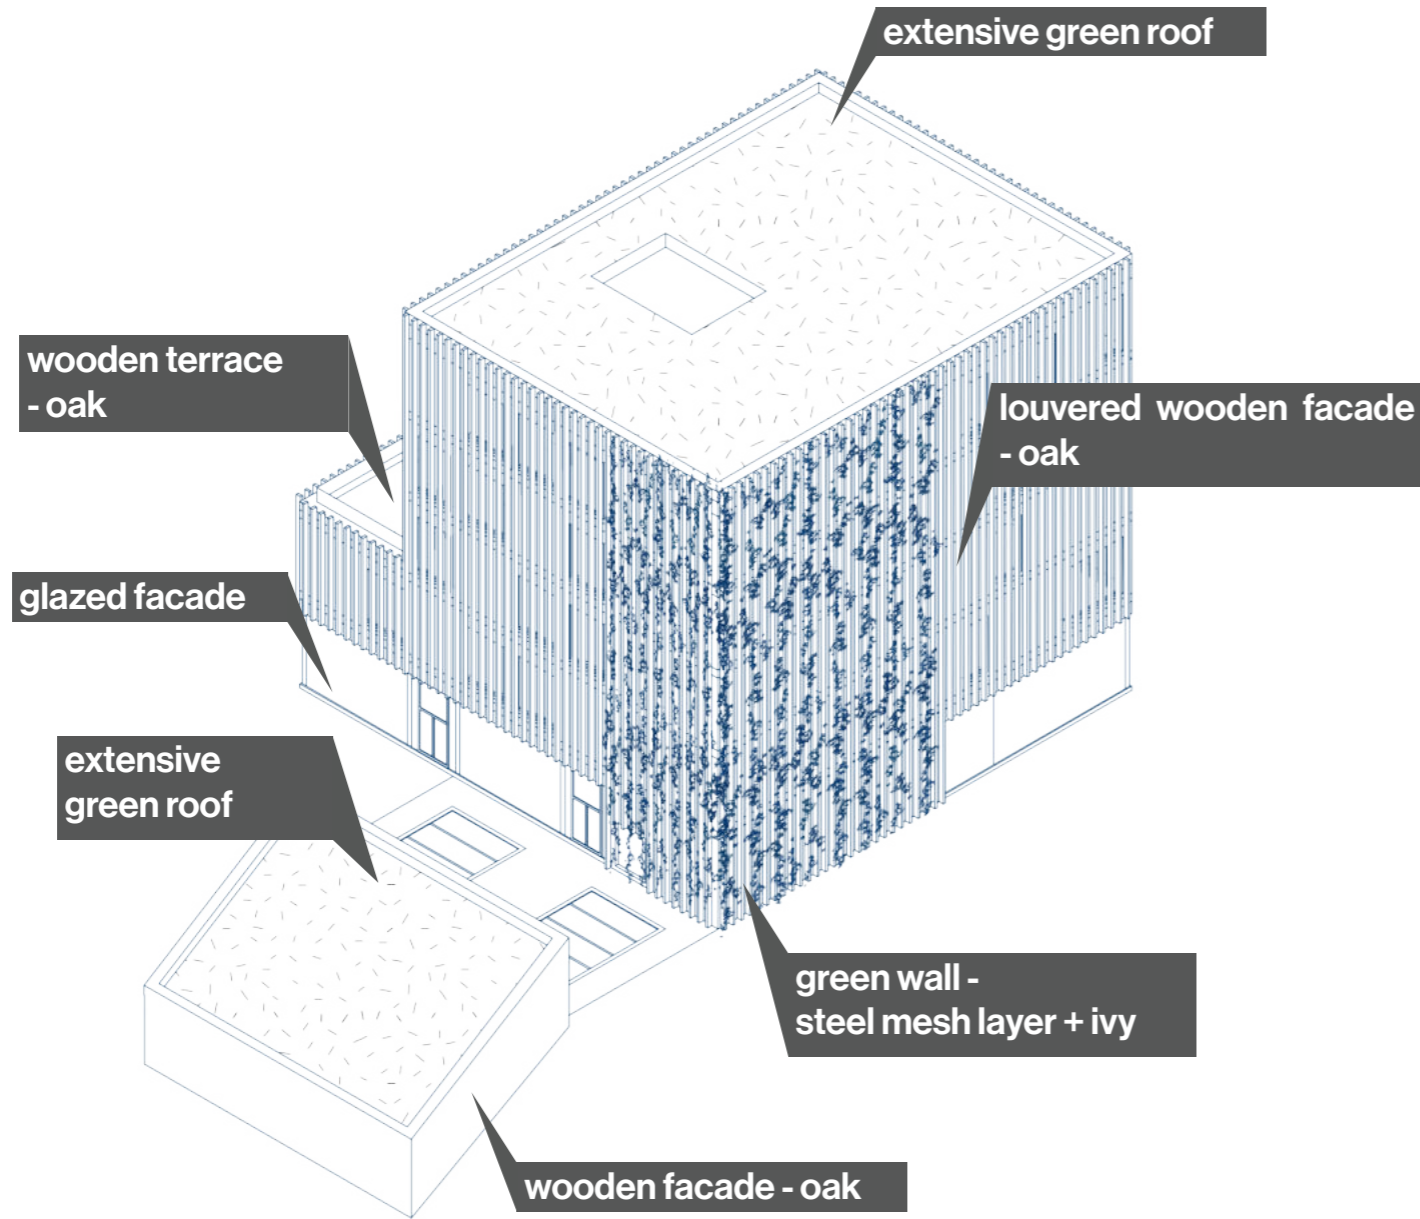 extensive green roof
wooden terrace
- oak
louvered wooden facade
- oak
glazed facade
extensive
green roof
green wall -
steel mesh layer + ivy
wooden facade - oak